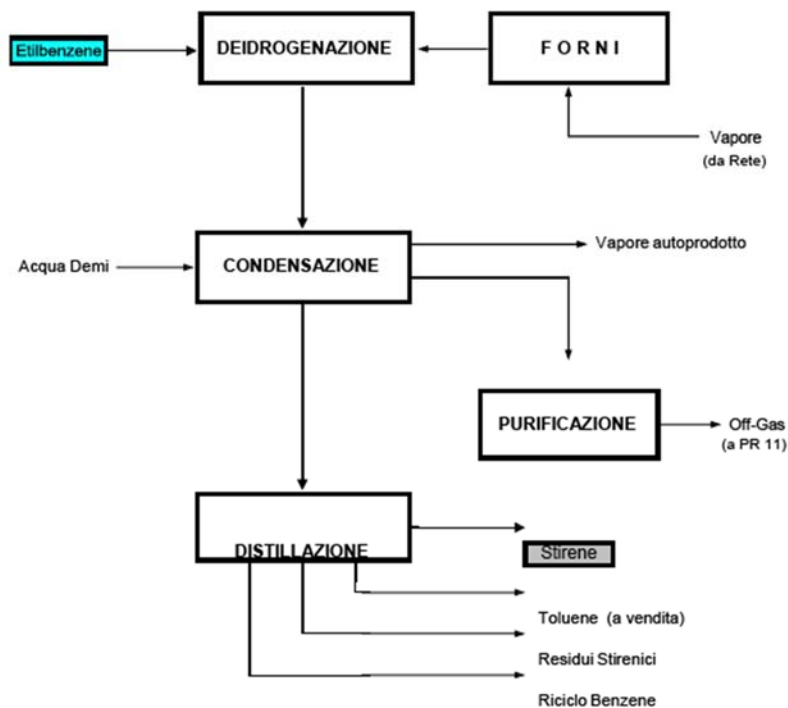 Etilbenzene
DEIDROGENAZIONE
F O R N I
Vapore
(da Rete)
Acqua Demi
CONDENSAZIONE
Vapore autoprodotto
PURIFICAZIONE
Off-Gas
(a PR 11)
DISTILLAZIONE
Stirene
Toluene (a vendita)
Residui Stirenici
Riciclo Benzene